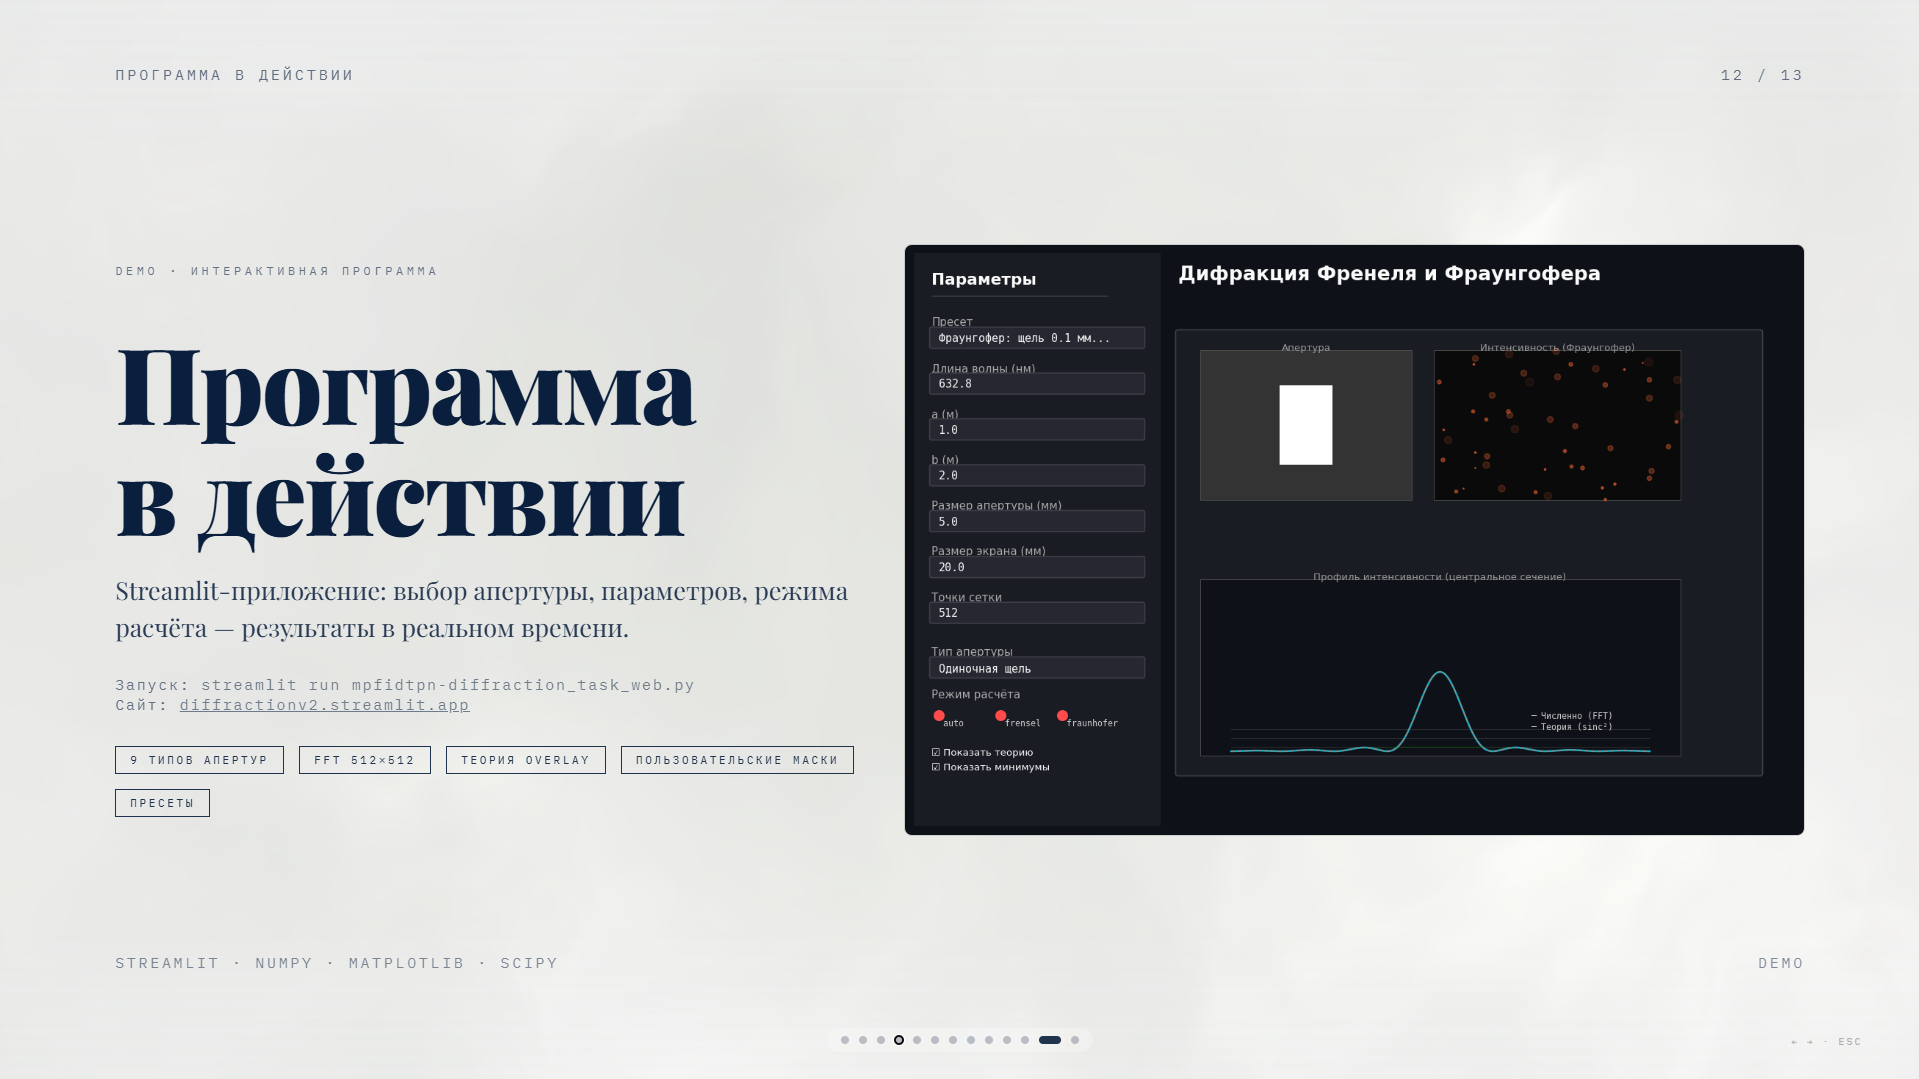 ПРОГРАММА В ДЕЙСТВИИ
12 / 13
DEMO · ИНТЕРАКТИВНАЯ ПРОГРАММА
Программа
в действии
Streamlit-приложение: выбор апертуры, параметров, режима
расчёта — результаты в реальном времени.
Запуск: streamlit run mpfidtpn-diffraction_task_web.py
Сайт: diffractionv2.streamlit.app
9 ТИПОВ АПЕРТУР
FFT 512×512
ТЕОРИЯ OVERLAY
ПОЛЬЗОВАТЕЛЬСКИЕ МАСКИ
ПРЕСЕТЫ
Параметры
Пресет
Фраунгофер: щель 0.1 мм...
Длина волны (нм)
632.8
a (м)
1.0
b (м)
2.0
Размер апертуры (мм)
5.0
Размер экрана (мм)
20.0
Точки сетки
512
Тип апертуры
Одиночная щель
Режим расчёта
auto
frensel
fraunhofer
☑ Показать теорию
☑ Показать минимумы
Дифракция Френеля и Фраунгофера
Апертура
Интенсивность (Фраунгофер)
Профиль интенсивности (центральное сечение)
— Численно (FFT)
— Теория (sinc²)
STREAMLIT · NUMPY · MATPLOTLIB · SCIPY
DEMO
← → · ESC